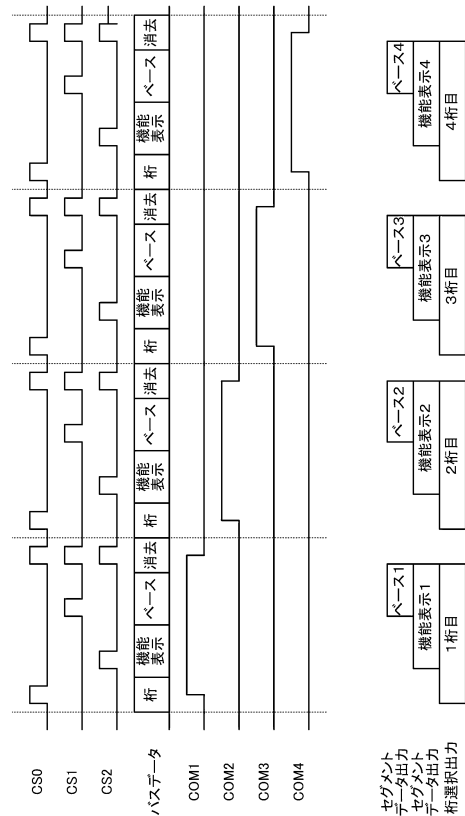 CS0
CS1
CS2
バスデータ
桁
機能
表示
ベース
消去
桁
機能
表示
ベース
消去
桁
機能
表示
ベース
消去
桁
機能
表示
ベース
消去
COM1
COM2
COM3
COM4
セグメント
データ出力
ベース1
ベース2
ベース3
ベース4
セグメント
データ出力
機能表示1
機能表示2
機能表示3
機能表示4
桁選択出力
1桁目
2桁目
3桁目
4桁目